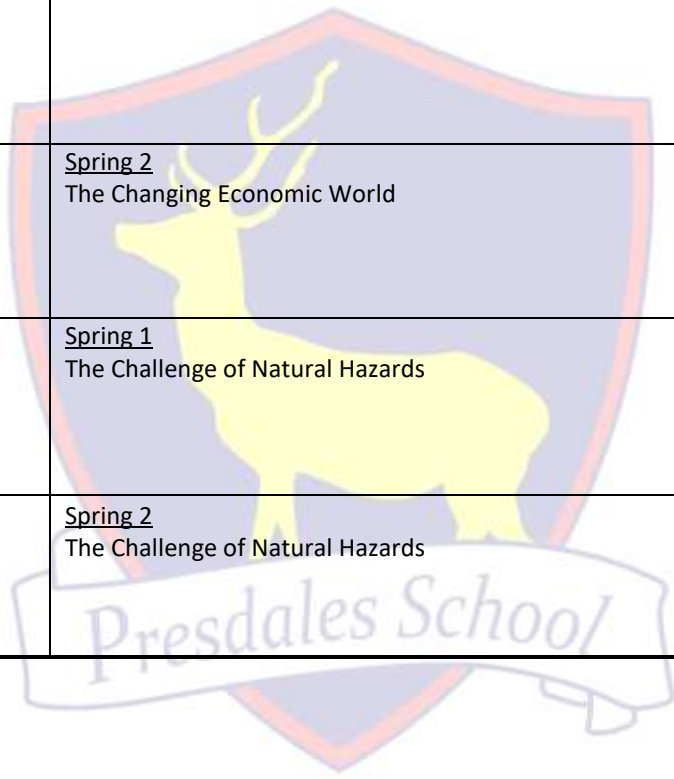 Spring 2
The Changing Economic World
Spring 1
The Challenge of Natural Hazards
Spring 2
The Challenge of Natural Hazards
Presdales School